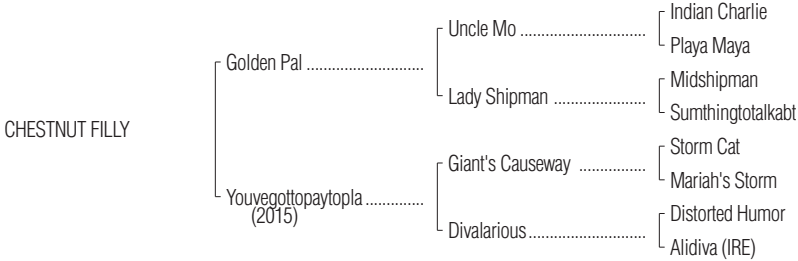 Indian Charlie
Uncle Mo ..............................
Playa Maya
Golden Pal ............................
Midshipman
Lady Shipman ......................
Sumthingtotalkabt
CHESTNUT FILLY
Storm Cat
Giant's Causeway ................
Mariah's Storm
Youvegottopaytopla ..............
(2015)
Distorted Humor
Divalarious............................
Alidiva (IRE)